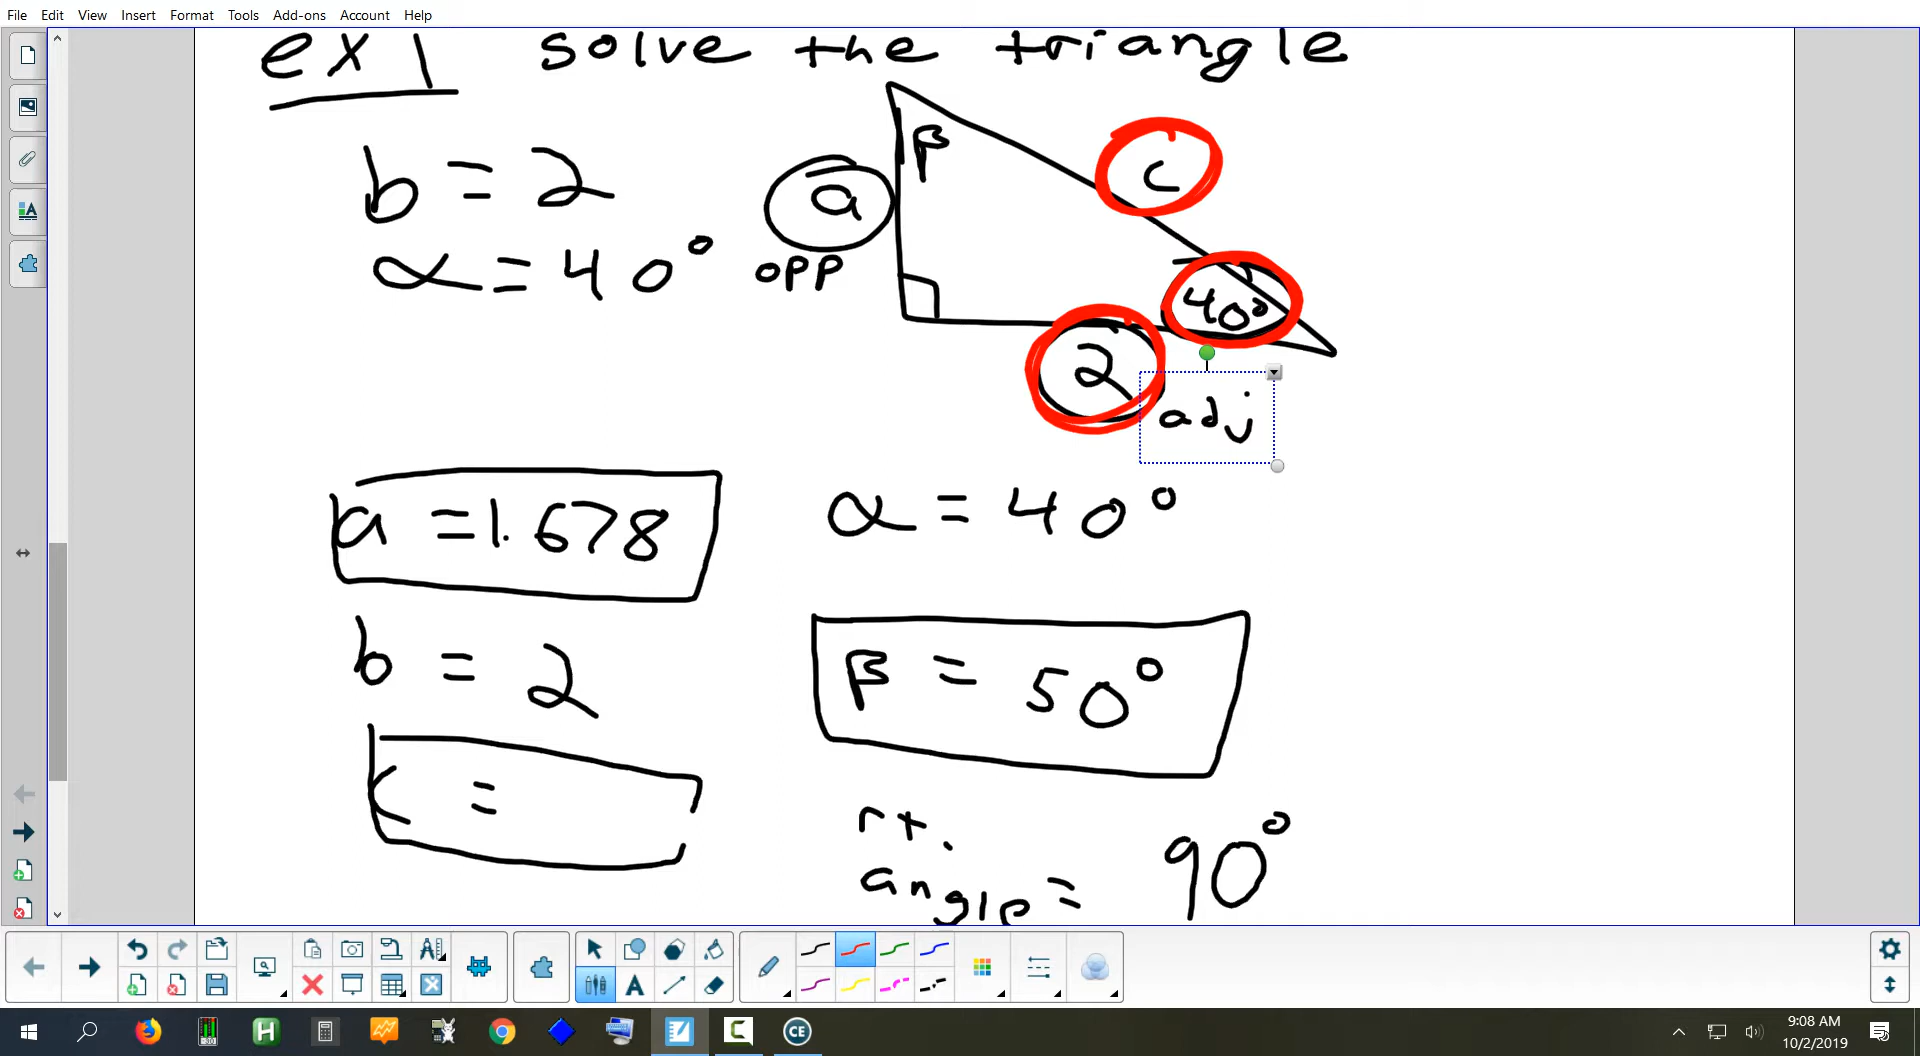 File Edit View Insert Format Tools Add-ons Account Help
ex 1 solve the triangle
b = 2
α = 40°
β
a
opp
c
40°
2
adj
a = 1.678
α = 40°
b = 2
β = 50°
c =
rt.
angle = 90°
A
A
H
CE
9:08 AM
10/2/2019